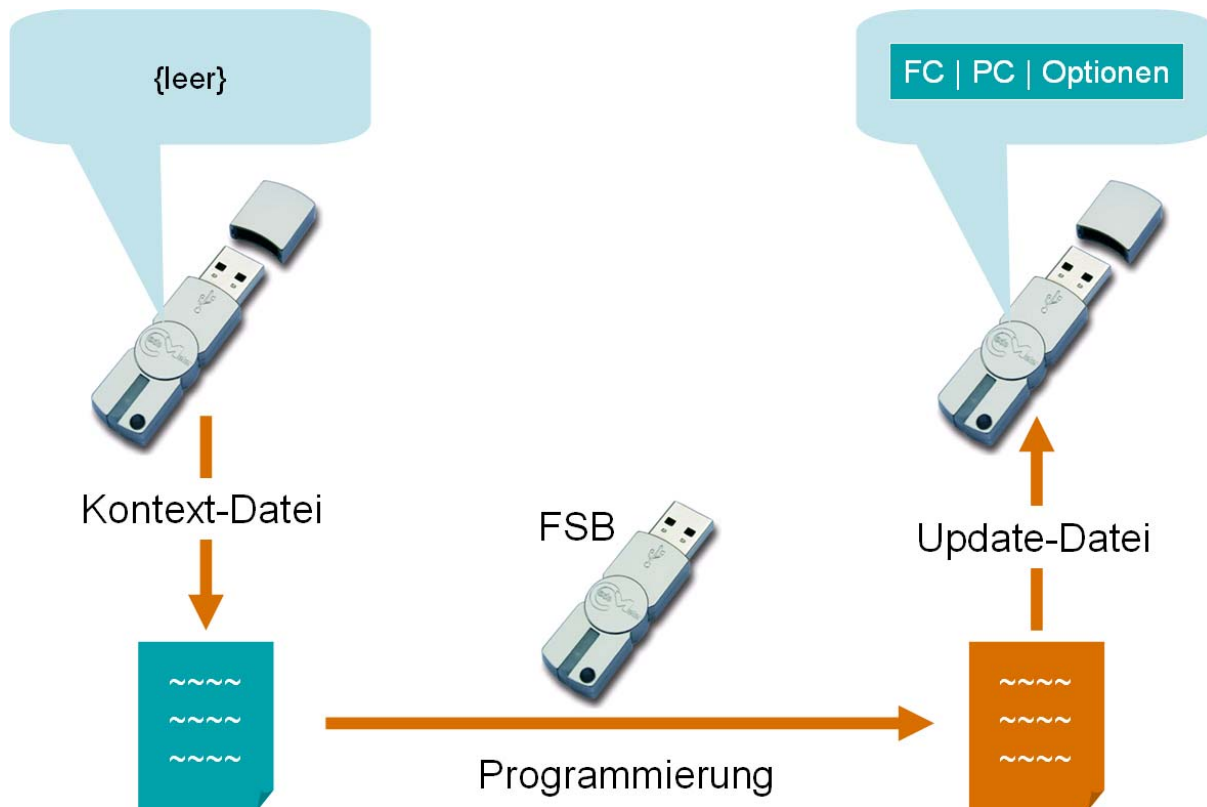 {leer}
FC | PC | Optionen
Kontext-Datei
FSB
Update-Datei
~~~~
~~~~
~~~~
~~~~
~~~~
~~~~
Programmierung